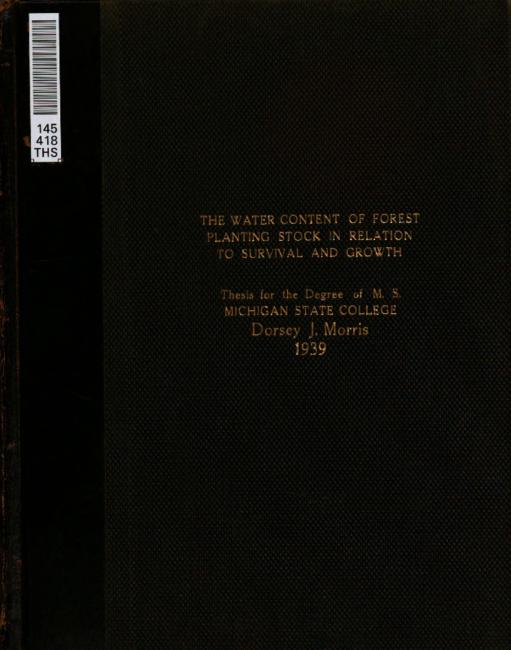 145
418
THS
THE WATER CONTENT OF FOREST
PLANTING STOCK IN RELATION
TO SURVIVAL AND GROWTH
Thesis for the Degree of M. S.
MICHIGAN STATE COLLEGE
Dorsey J. Morris
1939